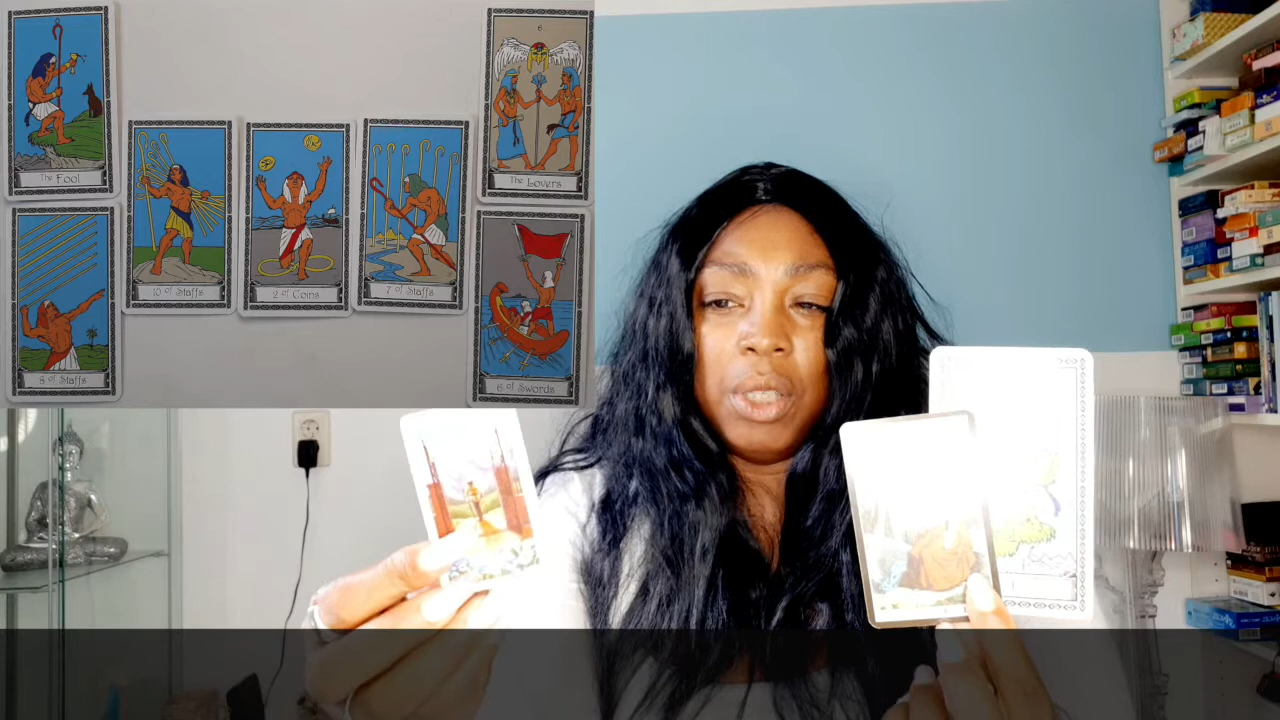 The Fool
6
The Lovers
10 of Staffs
2 of Coins
7 of Staffs
8 of Staffs
6 of Swords